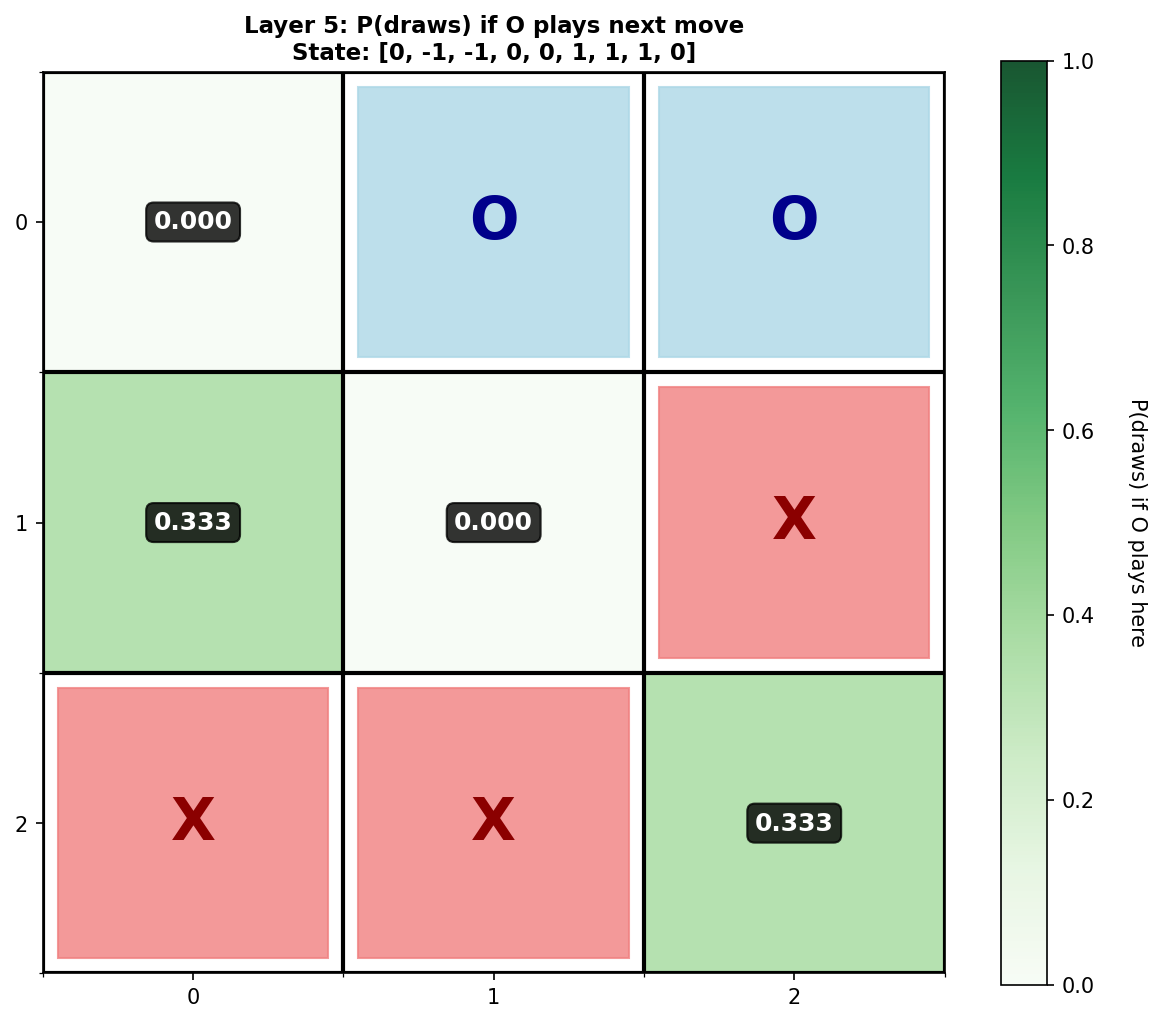 Layer 5: P(draws) if O plays next move
State: [0, -1, -1, 0, 0, 1, 1, 1, 0]
0
0.000
O
O
1
0.333
0.000
X
2
X
X
0.333
0
1
2
1.0
0.8
0.6
0.4
0.2
0.0
P(draws) if O plays here